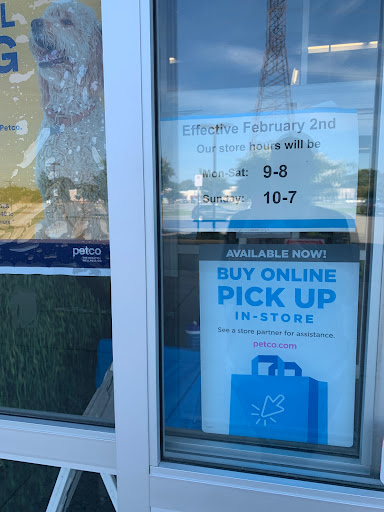 L
G
Petco.
petco
Effective February 2nd
Our store hours will be
Mon-Sat: 9-8
Sunday: 10-7
AVAILABLE NOW!
BUY ONLINE
PICK UP
IN-STORE
See a store partner for assistance.
petco.com